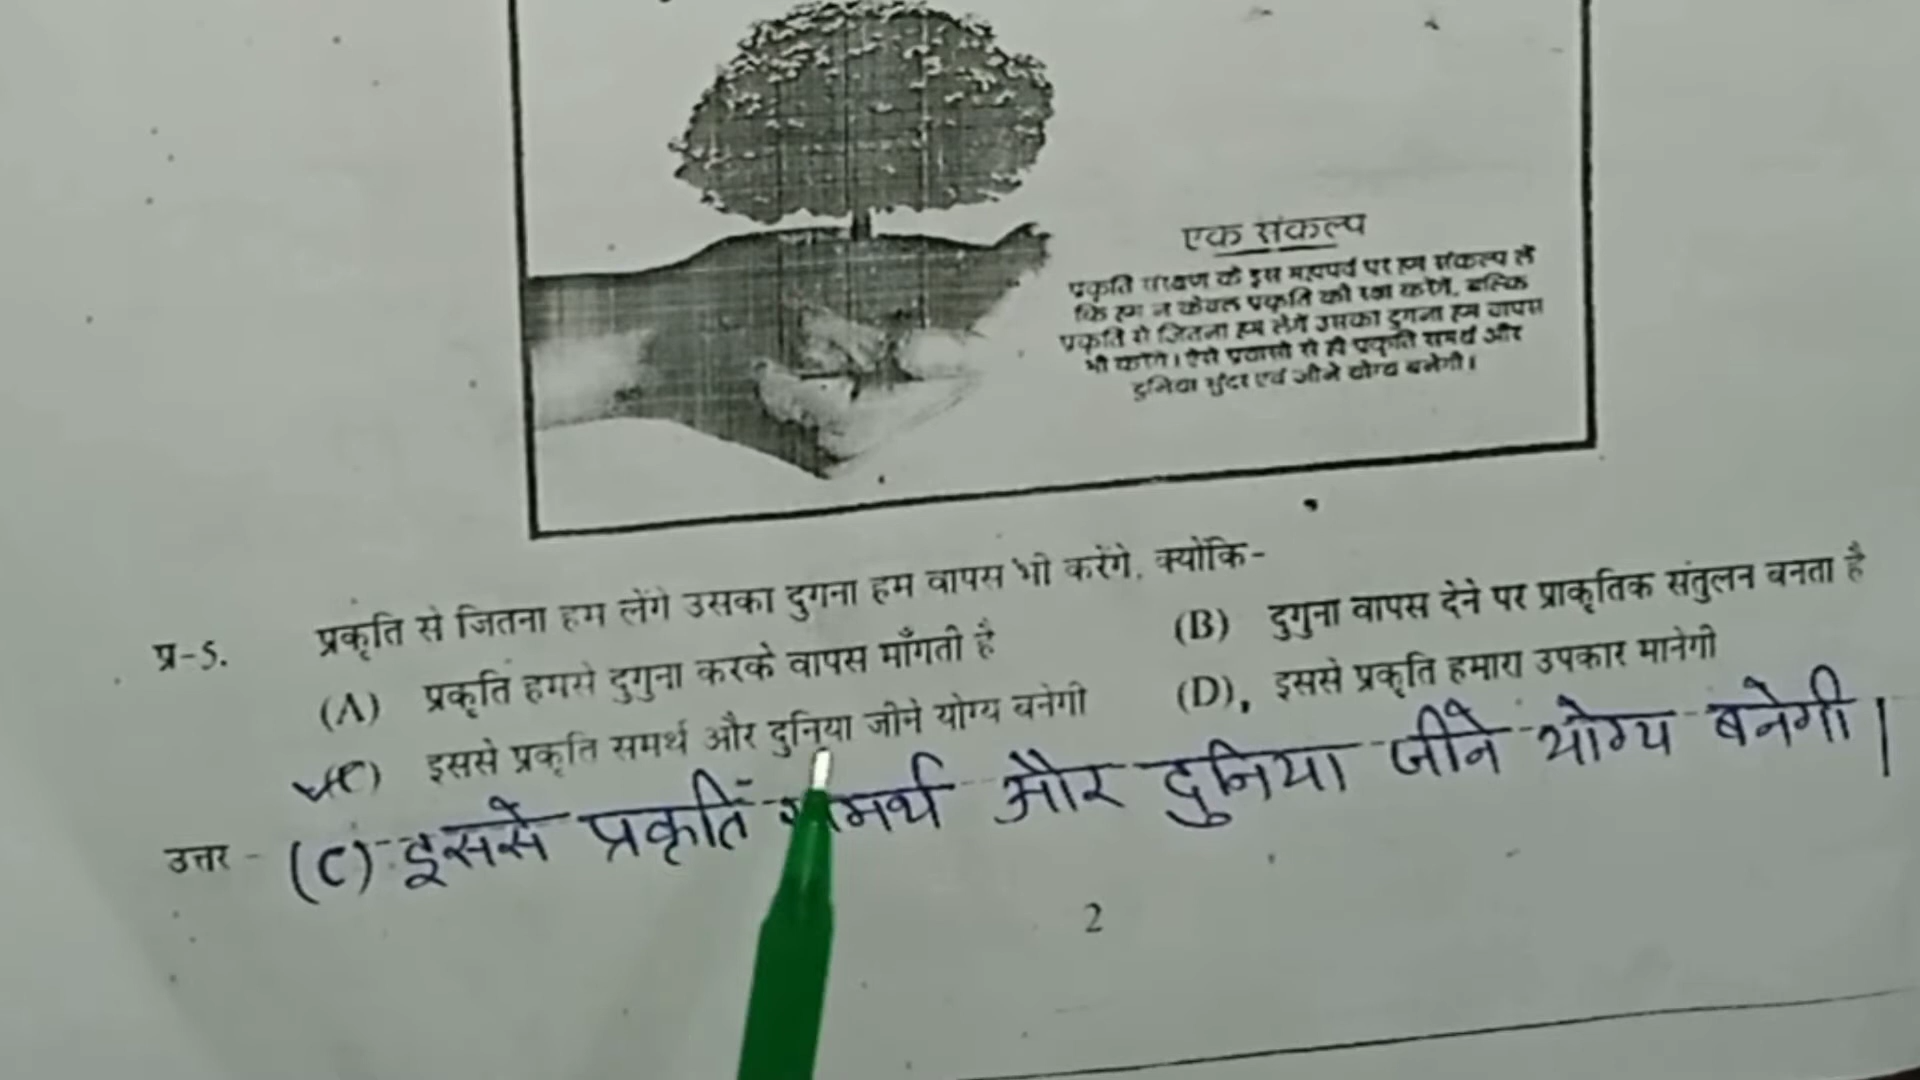 एक संकल्प
प्रकृति संरक्षण के इस महापर्व पर हम संकल्प लें
कि हम न केवल प्रकृति की रक्षा करेंगे, बल्कि
प्रकृति से जितना हम लेंगें उसका दुगना हम वापस
भी करेंगे। ऐसे प्रयासों से ही प्रकृति समर्थ और
दुनिया सुंदर एवं जीने योग्य बनेगी।
प्र-5. प्रकृति से जितना हम लेंगे उसका दुगना हम वापस भी करेंगे, क्योंकि-
(A) प्रकृति हमसे दुगुना करके वापस माँगती है (B) दुगुना वापस देने पर प्राकृतिक संतुलन बनता है
(C) इससे प्रकृति समर्थ और दुनिया जीने योग्य बनेगी (D) इससे प्रकृति हमारा उपकार मानेगी
उत्तर - (C) इससे प्रकृति समर्थ और दुनिया जीने योग्य बनेगी।
2